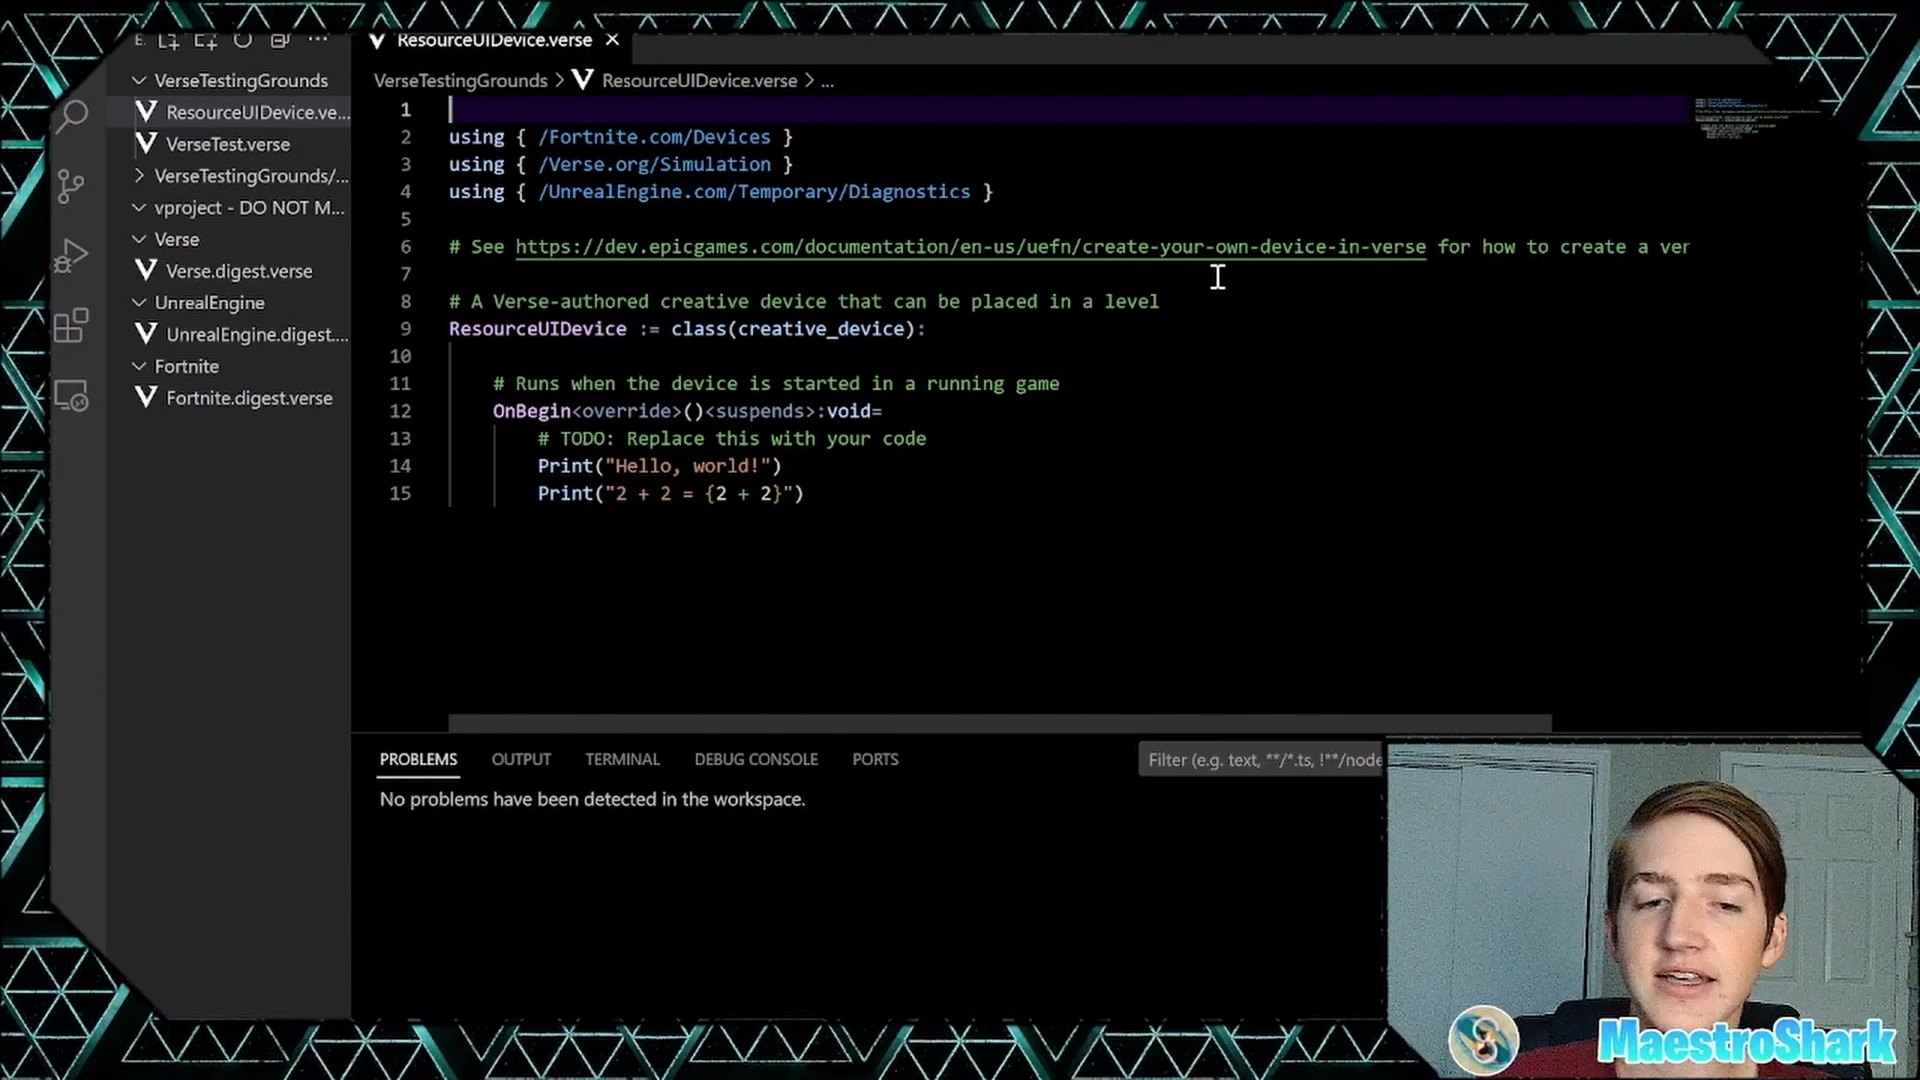 E.
ResourceUIDevice.verse
VerseTestingGrounds
ResourceUIDevice.ve...
VerseTest.verse
VerseTestingGrounds/...
vproject - DO NOT M...
Verse
Verse.digest.verse
UnrealEngine
UnrealEngine.digest....
Fortnite
Fortnite.digest.verse
VerseTestingGrounds > ResourceUIDevice.verse > ...
1
2 using { /Fortnite.com/Devices }
3 using { /Verse.org/Simulation }
4 using { /UnrealEngine.com/Temporary/Diagnostics }
5
6 # See https://dev.epicgames.com/documentation/en-us/uefn/create-your-own-device-in-verse for how to create a ver
7
8 # A Verse-authored creative device that can be placed in a level
9 ResourceUIDevice := class(creative_device):
10
11 # Runs when the device is started in a running game
12 OnBegin<override>()<suspends>:void=
13 # TODO: Replace this with your code
14 Print("Hello, world!")
15 Print("2 + 2 = {2 + 2}")
PROBLEMS OUTPUT TERMINAL DEBUG CONSOLE PORTS
Filter (e.g. text, **/*.ts, !**/node
No problems have been detected in the workspace.
MaestroShark